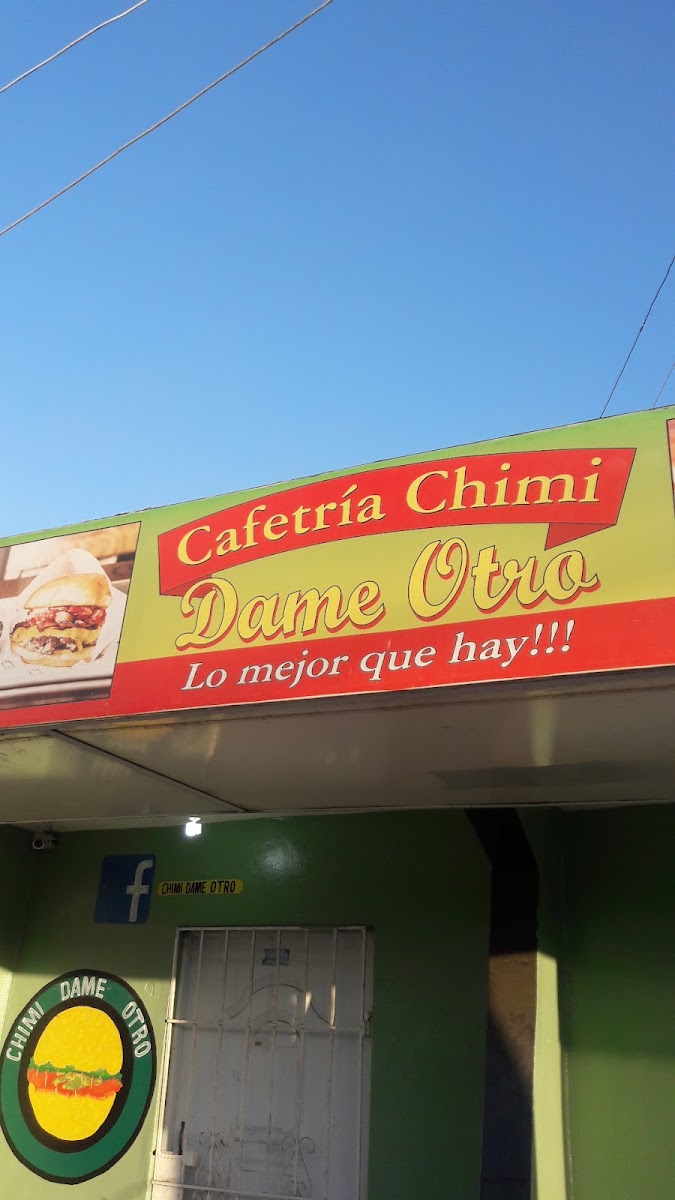 Cafetría Chimi
Dame Otro
Lo mejor que hay!!!
f
CHIMI DAME OTRO
CHIMI DAME OTRO